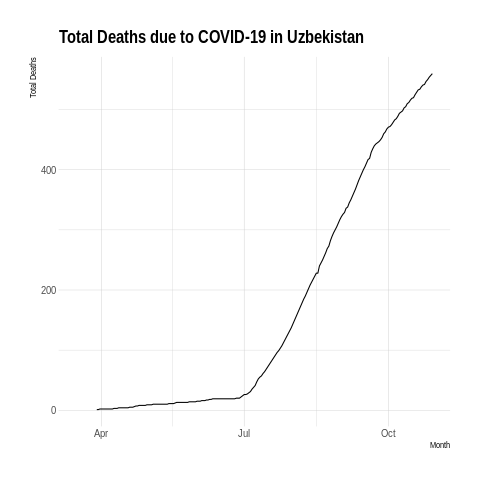 Total Deaths due to COVID-19 in Uzbekistan
Total Deaths
400
200
0
Apr Jul Oct
Month